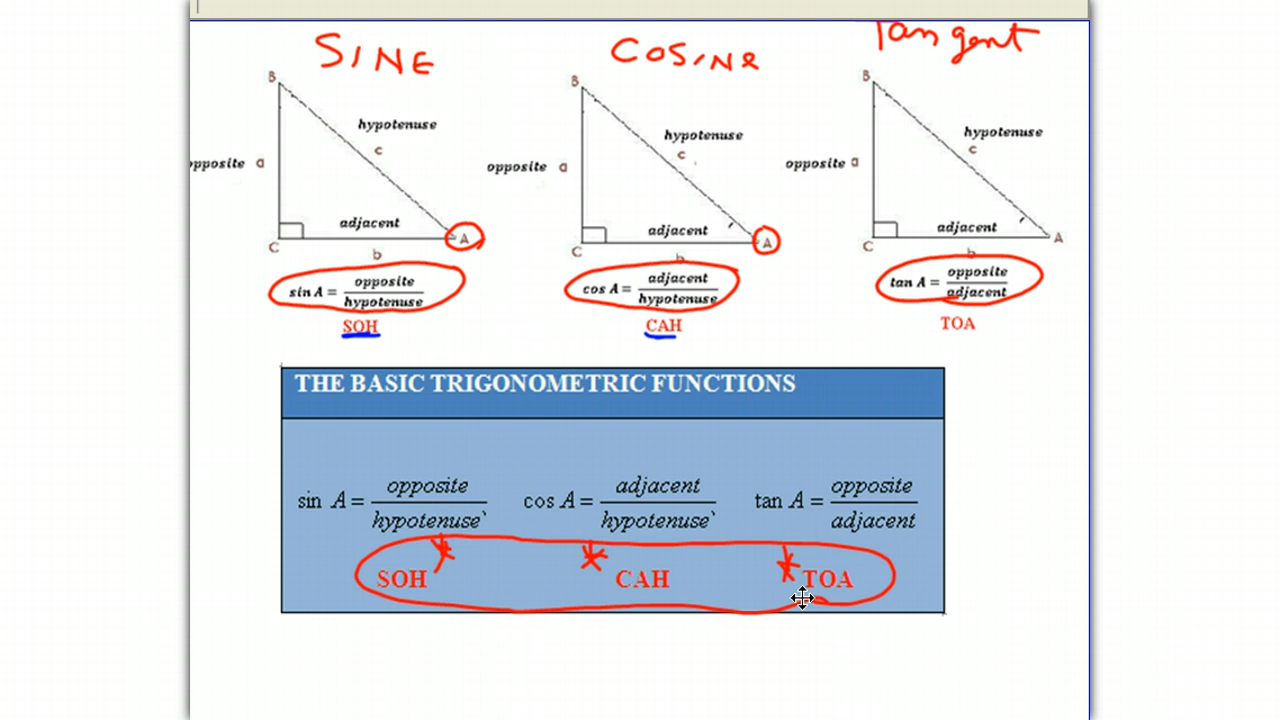 SINE COSINE Tangent
B B B
hypotenuse hypotenuse hypotenuse
opposite a c opposite a c opposite a c
adjacent adjacent adjacent
C A C A C A
b b b
sin A = opposite / hypotenuse cos A = adjacent / hypotenuse tan A = opposite / adjacent
SOH CAH TOA
THE BASIC TRIGONOMETRIC FUNCTIONS
sin A = opposite / hypotenuse` cos A = adjacent / hypotenuse` tan A = opposite / adjacent
SOH * CAH * TOA *